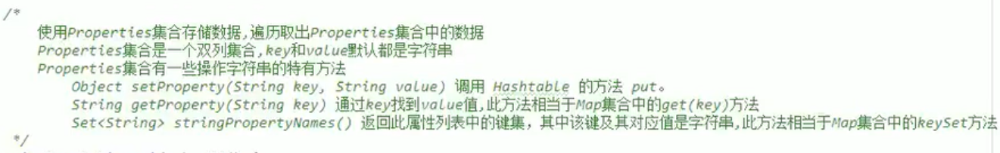 /*
使用Properties集合存储数据,遍历取出Properties集合中的数据
Properties集合是一个双列集合,key和value默认都是字符串
Properties集合有一些操作字符串的特有方法
Object setProperty(String key, String value) 调用 Hashtable 的方法 put。
String getProperty(String key) 通过key找到value值,此方法相当于Map集合中的get(key)方法
Set<String> stringPropertyNames() 返回此属性列表中的键集，其中该键及其对应值是字符串,此方法相当于Map集合中的keySet方法
*/